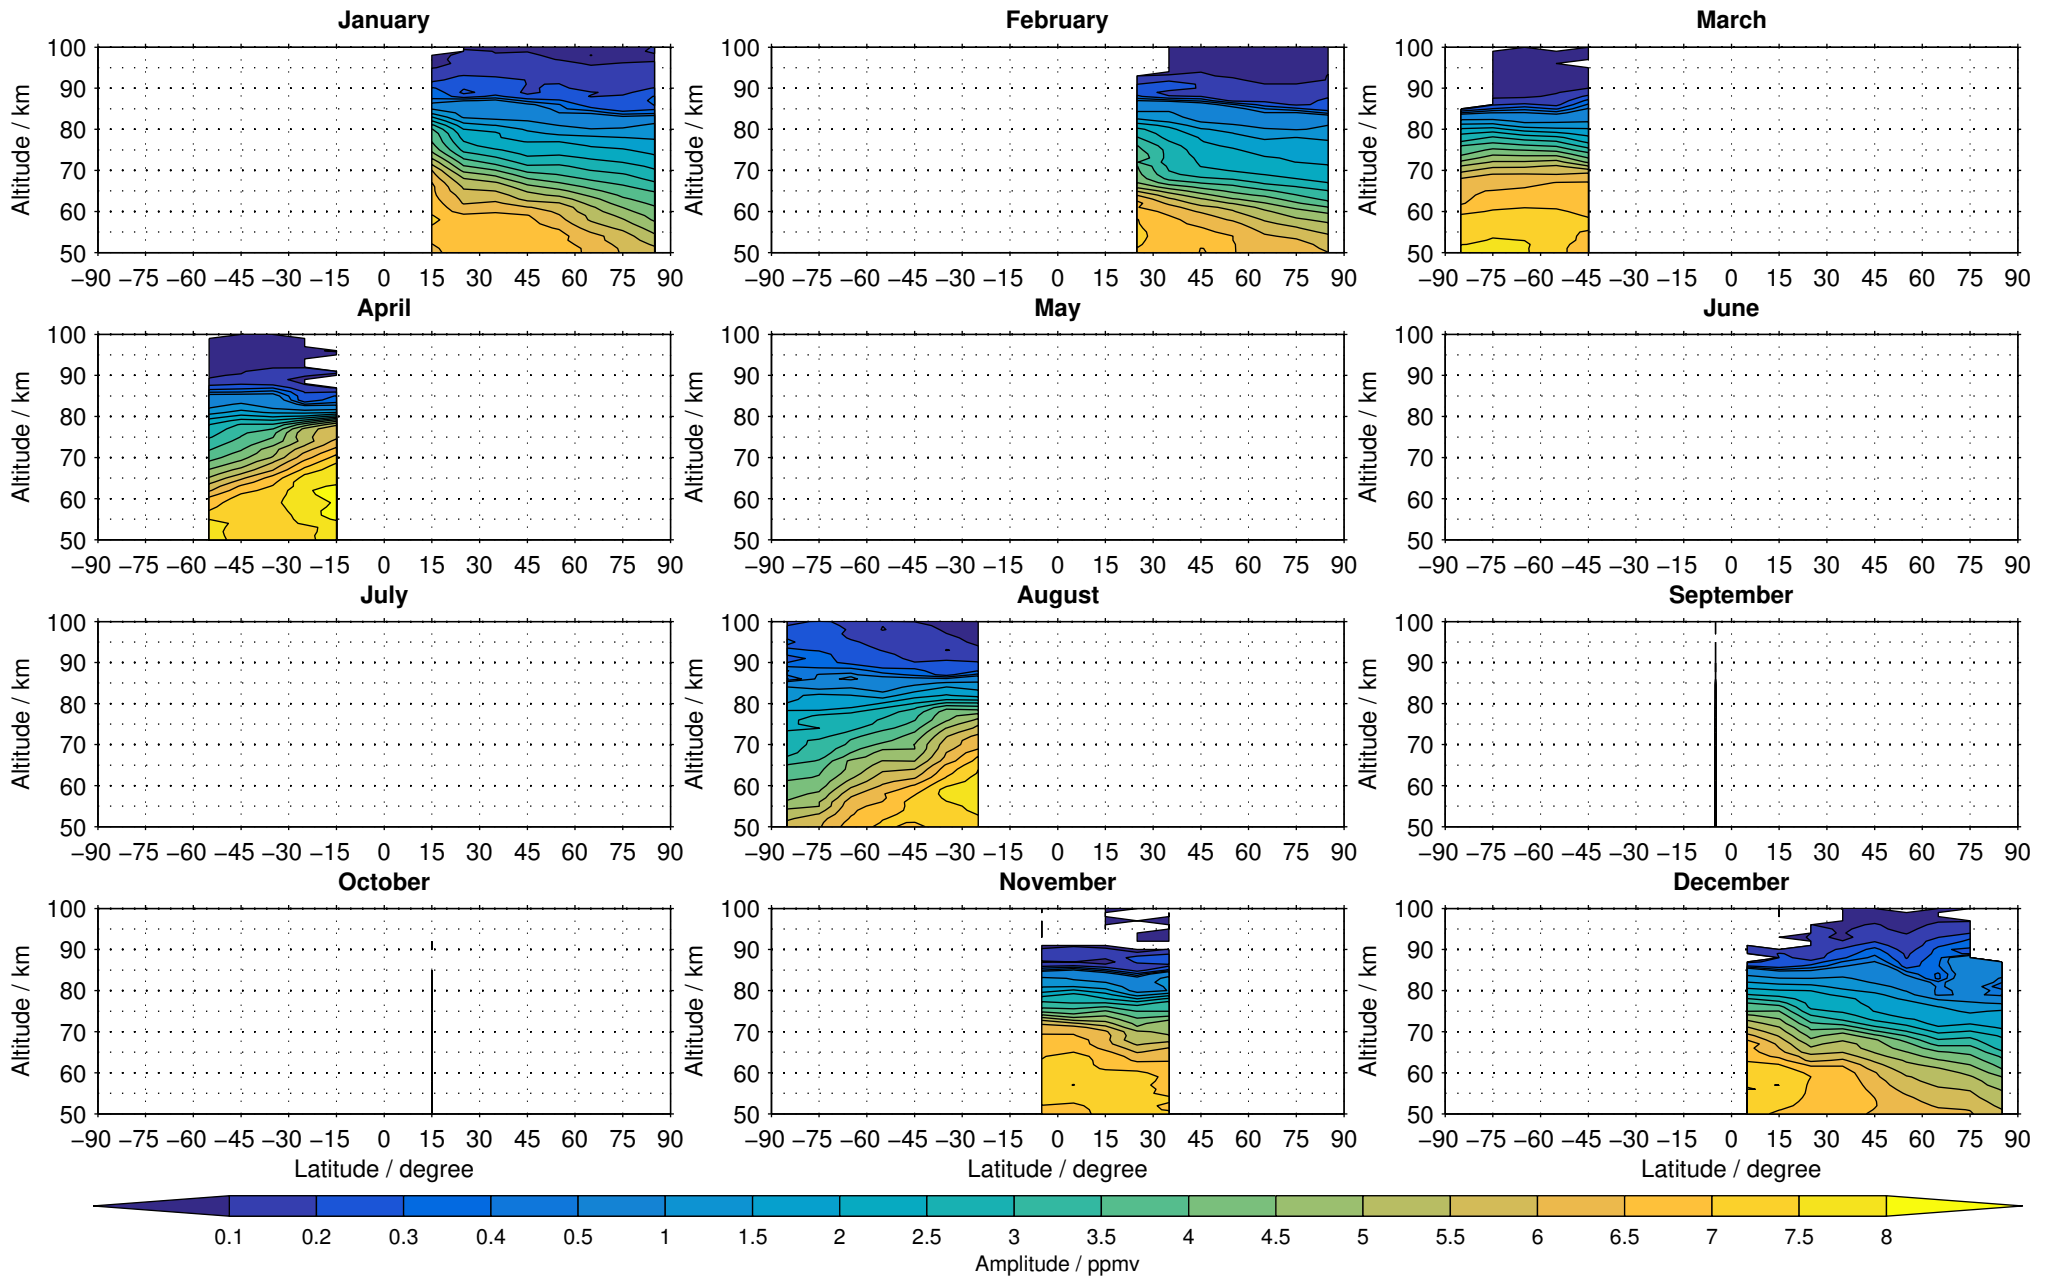 January February March
100 100 100
90 90 90
80 80 80
70 70 70
60 60 60
50 50 50
Altitude / km Altitude / km Altitude / km
−90 −75 −60 −45 −30 −15 0 15 30 45 60 75 90 −90 −75 −60 −45 −30 −15 0 15 30 45 60 75 90 −90 −75 −60 −45 −30 −15 0 15 30 45 60 75 90
April May June
100 100 100
90 90 90
80 80 80
70 70 70
60 60 60
50 50 50
Altitude / km Altitude / km Altitude / km
−90 −75 −60 −45 −30 −15 0 15 30 45 60 75 90 −90 −75 −60 −45 −30 −15 0 15 30 45 60 75 90 −90 −75 −60 −45 −30 −15 0 15 30 45 60 75 90
July August September
100 100 100
90 90 90
80 80 80
70 70 70
60 60 60
50 50 50
Altitude / km Altitude / km Altitude / km
−90 −75 −60 −45 −30 −15 0 15 30 45 60 75 90 −90 −75 −60 −45 −30 −15 0 15 30 45 60 75 90 −90 −75 −60 −45 −30 −15 0 15 30 45 60 75 90
October November December
100 100 100
90 90 90
80 80 80
70 70 70
60 60 60
50 50 50
Altitude / km Altitude / km Altitude / km
−90 −75 −60 −45 −30 −15 0 15 30 45 60 75 90 −90 −75 −60 −45 −30 −15 0 15 30 45 60 75 90 −90 −75 −60 −45 −30 −15 0 15 30 45 60 75 90
Latitude / degree Latitude / degree Latitude / degree
0.1 0.2 0.3 0.4 0.5 1 1.5 2 2.5 3 3.5 4 4.5 5 5.5 6 6.5 7 7.5 8
Amplitude / ppmv